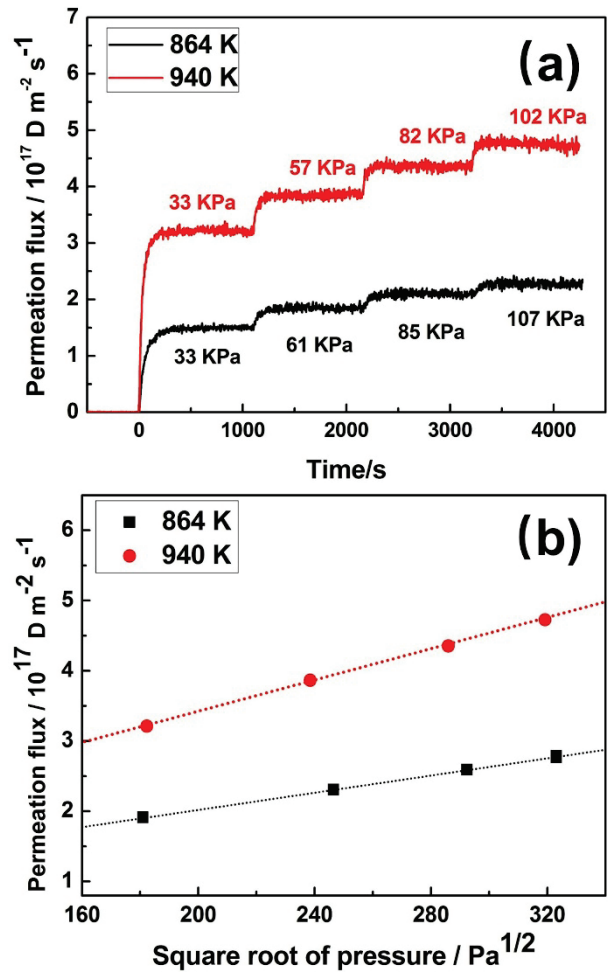 7
6
5
4
3
2
1
0
Permeation flux / 10^17 D m^-2 s^-1
864 K
940 K
(a)
33 KPa
57 KPa
82 KPa
102 KPa
33 KPa
61 KPa
85 KPa
107 KPa
0 1000 2000 3000 4000
Time/s
6
5
4
3
2
1
Permeation flux / 10^17 D m^-2 s^-1
864 K
940 K
(b)
160 200 240 280 320
Square root of pressure / Pa^1/2